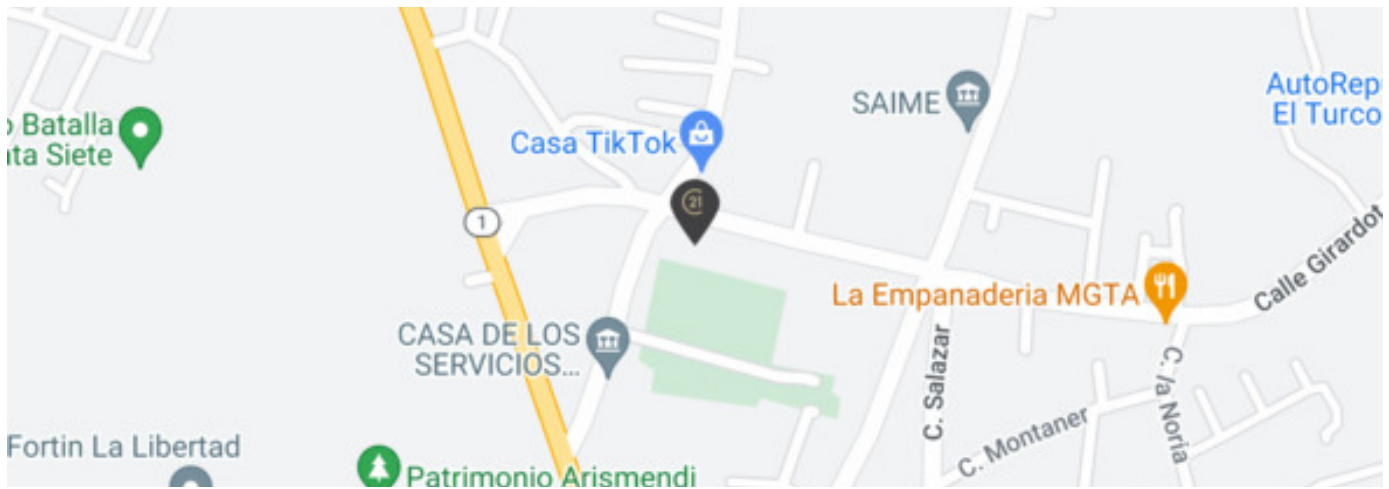 Batalla
Siete
Casa TikTok
SAIME
El Turco
1
21
La Empanaderia MGTA
Calle Girardot
CASA DE LOS
SERVICIOS...
C. Salazar
C. la Noria
C. Montaner
Fortin La Libertad
Patrimonio Arismendi